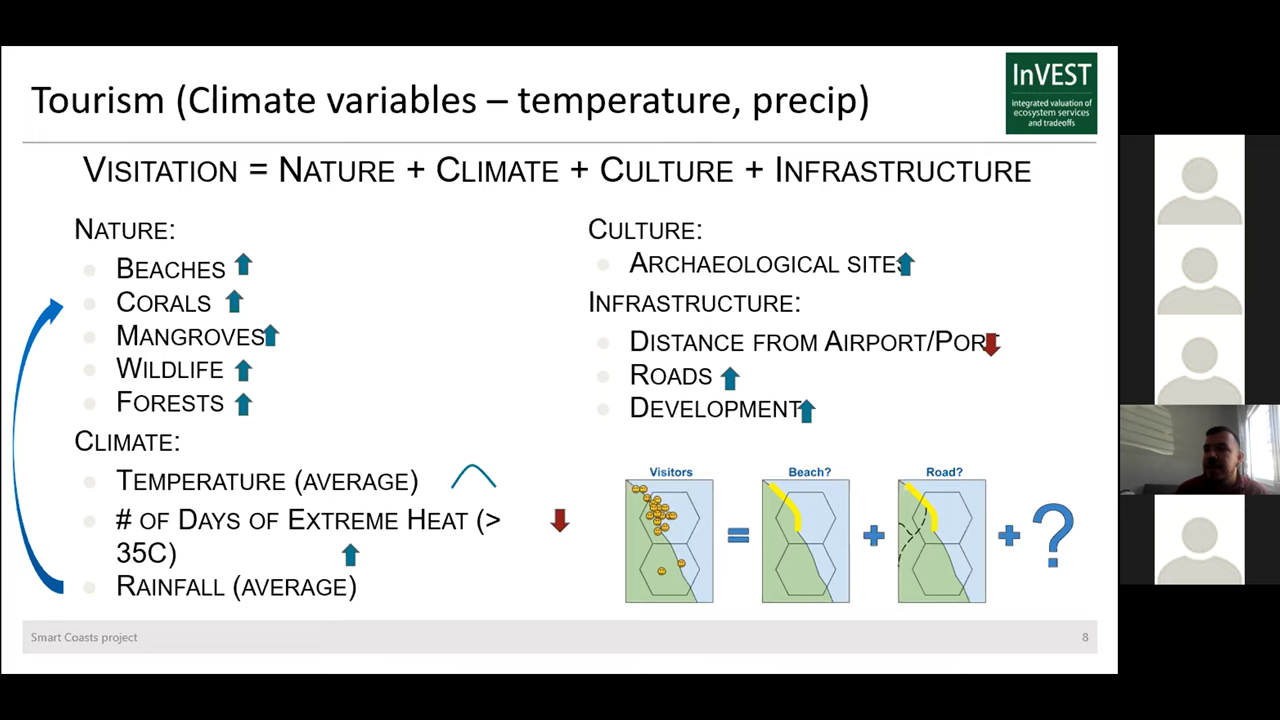 Tourism (Climate variables – temperature, precip)
InVEST
integrated valuation of
ecosystem services
and tradeoffs
VISITATION = NATURE + CLIMATE + CULTURE + INFRASTRUCTURE
NATURE:
BEACHES
CORALS
MANGROVES
WILDLIFE
FORESTS
CLIMATE:
TEMPERATURE (AVERAGE)
# OF DAYS OF EXTREME HEAT (>
35C)
RAINFALL (AVERAGE)
CULTURE:
ARCHAEOLOGICAL SITES
INFRASTRUCTURE:
DISTANCE FROM AIRPORT/PORT
ROADS
DEVELOPMENT
Visitors
Beach?
Road?
= + + ?
Smart Coasts project
8